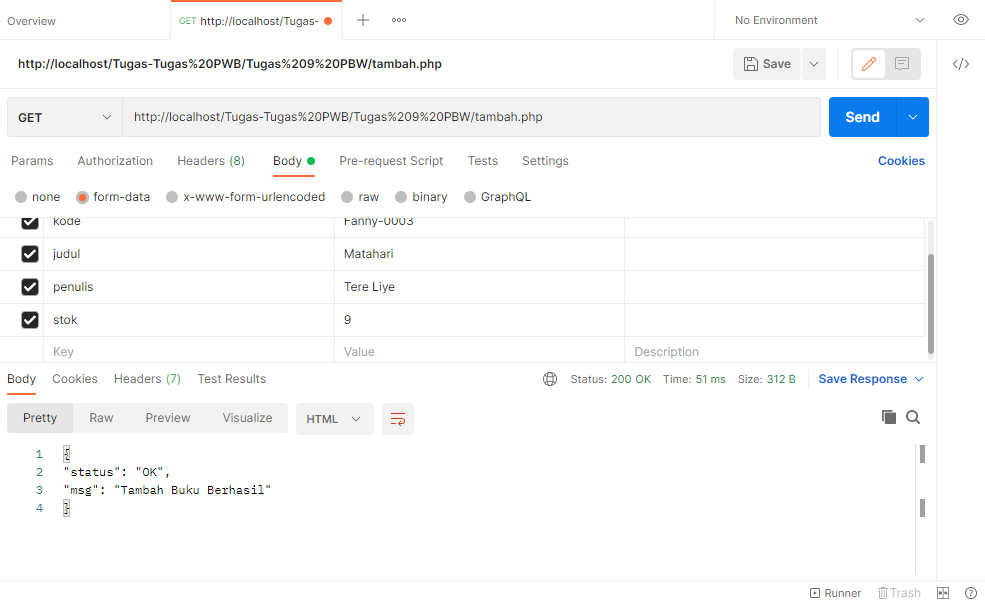 Overview
GET http://localhost/Tugas-
No Environment
http://localhost/Tugas-Tugas%20PWB/Tugas%209%20PBW/tambah.php
Save
GET
http://localhost/Tugas-Tugas%20PWB/Tugas%209%20PBW/tambah.php
Send
Params Authorization Headers (8) Body Pre-request Script Tests Settings Cookies
none form-data x-www-form-urlencoded raw binary GraphQL
kode Fanny-0003
judul Matahari
penulis Tere Liye
stok 9
Key Value Description
Body Cookies Headers (7) Test Results Status: 200 OK Time: 51 ms Size: 312 B Save Response
Pretty Raw Preview Visualize HTML
1 {
2 "status": "OK",
3 "msg": "Tambah Buku Berhasil"
4 }
Runner Trash